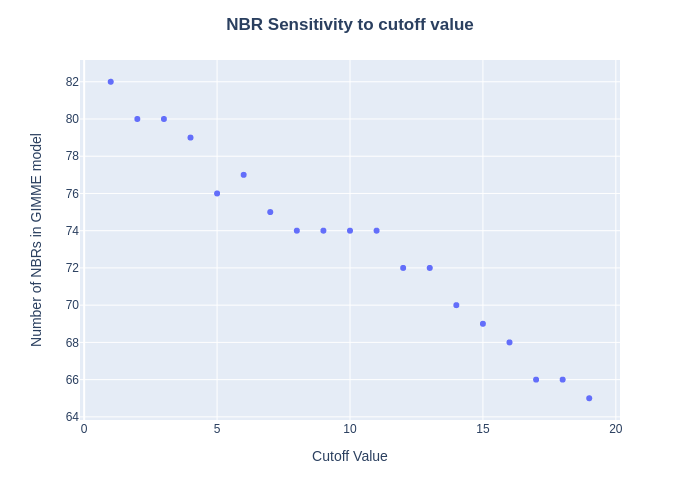 NBR Sensitivity to cutoff value
82
80
78
76
74
72
70
68
66
64
Number of NBRs in GIMME model
0 5 10 15 20
Cutoff Value